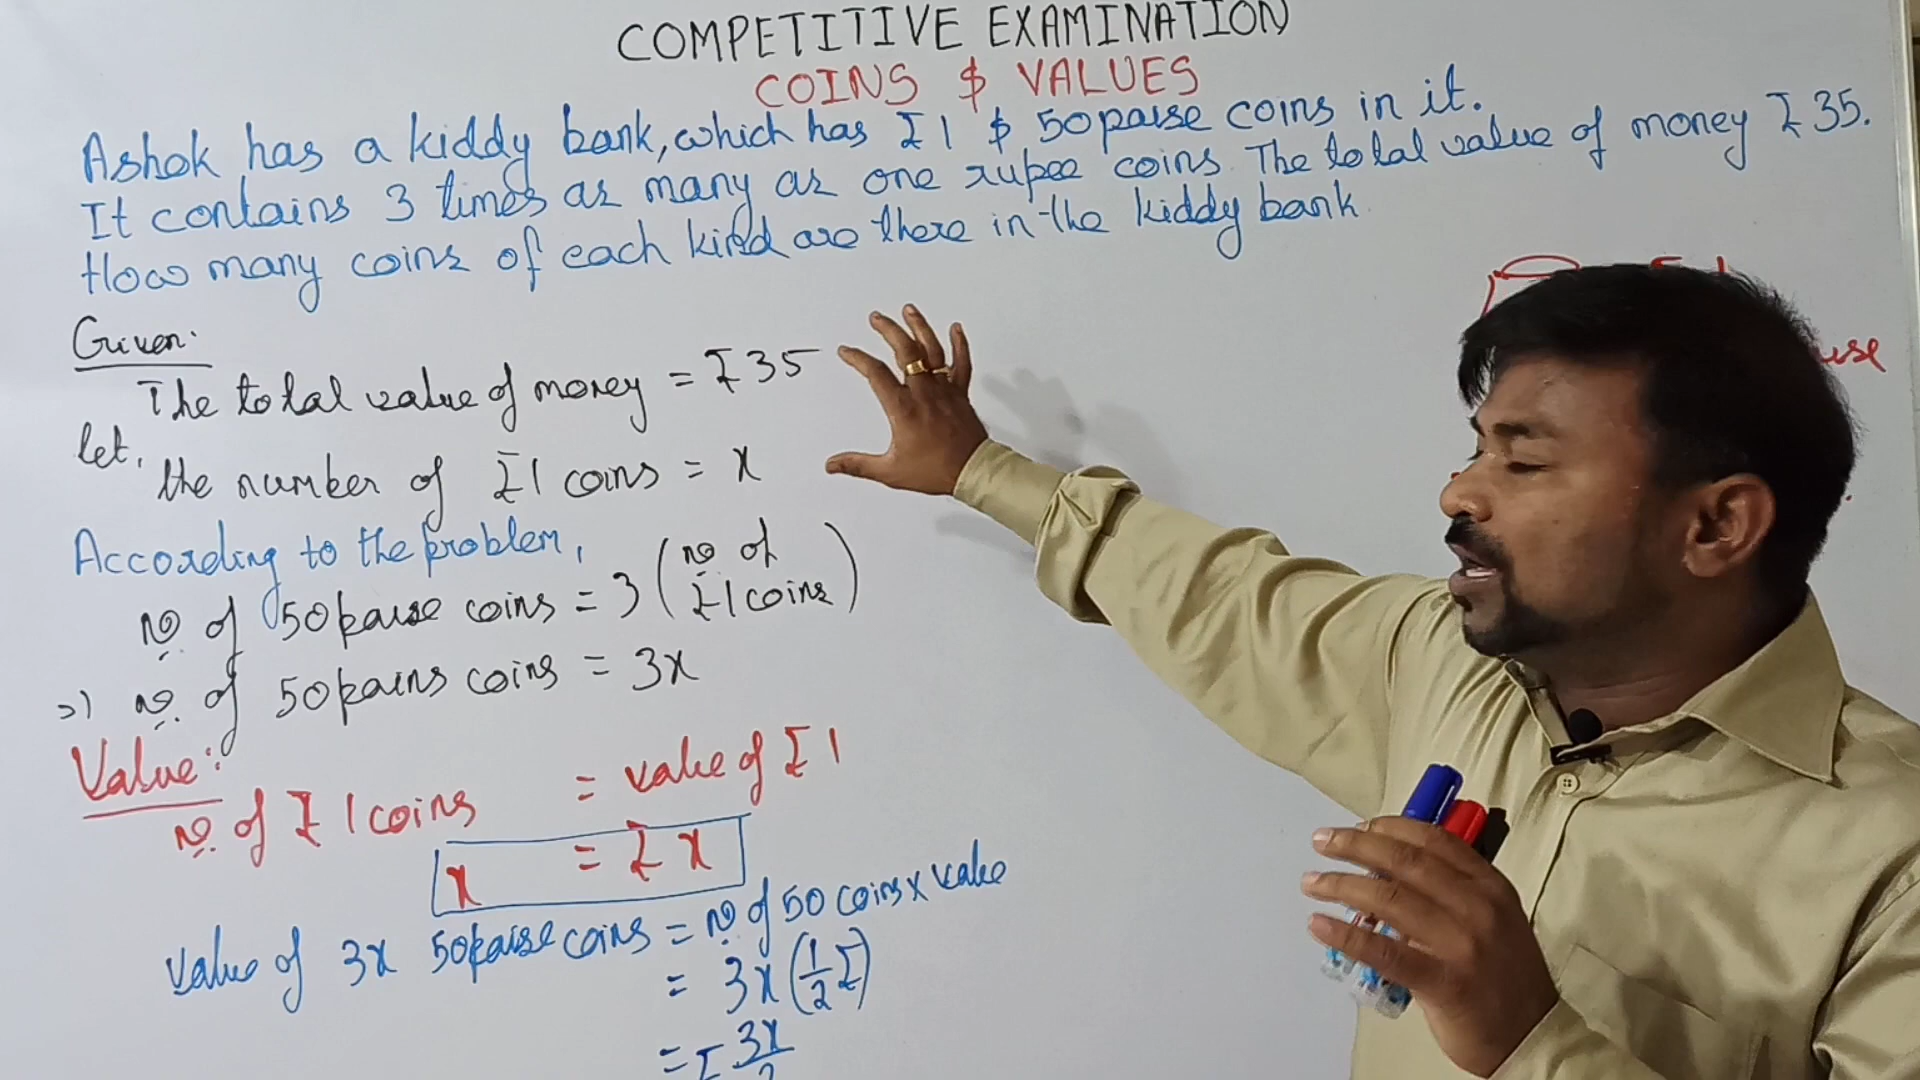 COMPETITIVE EXAMINATION
COINS & VALUES
Ashok has a kiddy bank, which has ₹1 & 50 paise coins in it.
It contains 3 times as many as one rupee coins. The total value of money ₹35.
How many coins of each kind are there in the kiddy bank
Given:
The total value of money = ₹35
let,
the number of ₹1 coins = x
According to the problem,
No of 50 paise coins = 3 (No of ₹1 coins)
=) No. of 50 pains coins = 3x
Value:
No. of ₹1 coins = value of ₹1
x = ₹x
value of 3x 50 paise coins = No of 50 coins x value
= 3x (1/2 ₹)
= ₹ 3x/2